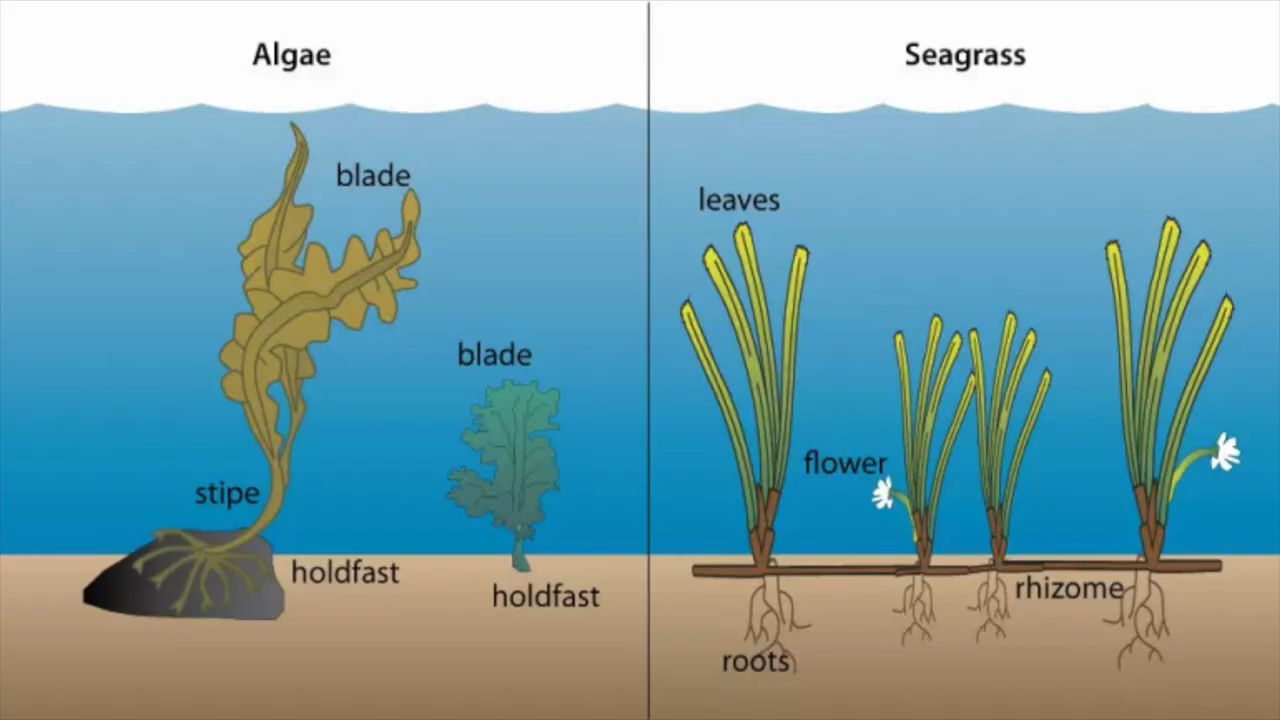 Algae
blade
blade
stipe
holdfast
holdfast
Seagrass
leaves
flower
rhizome
roots